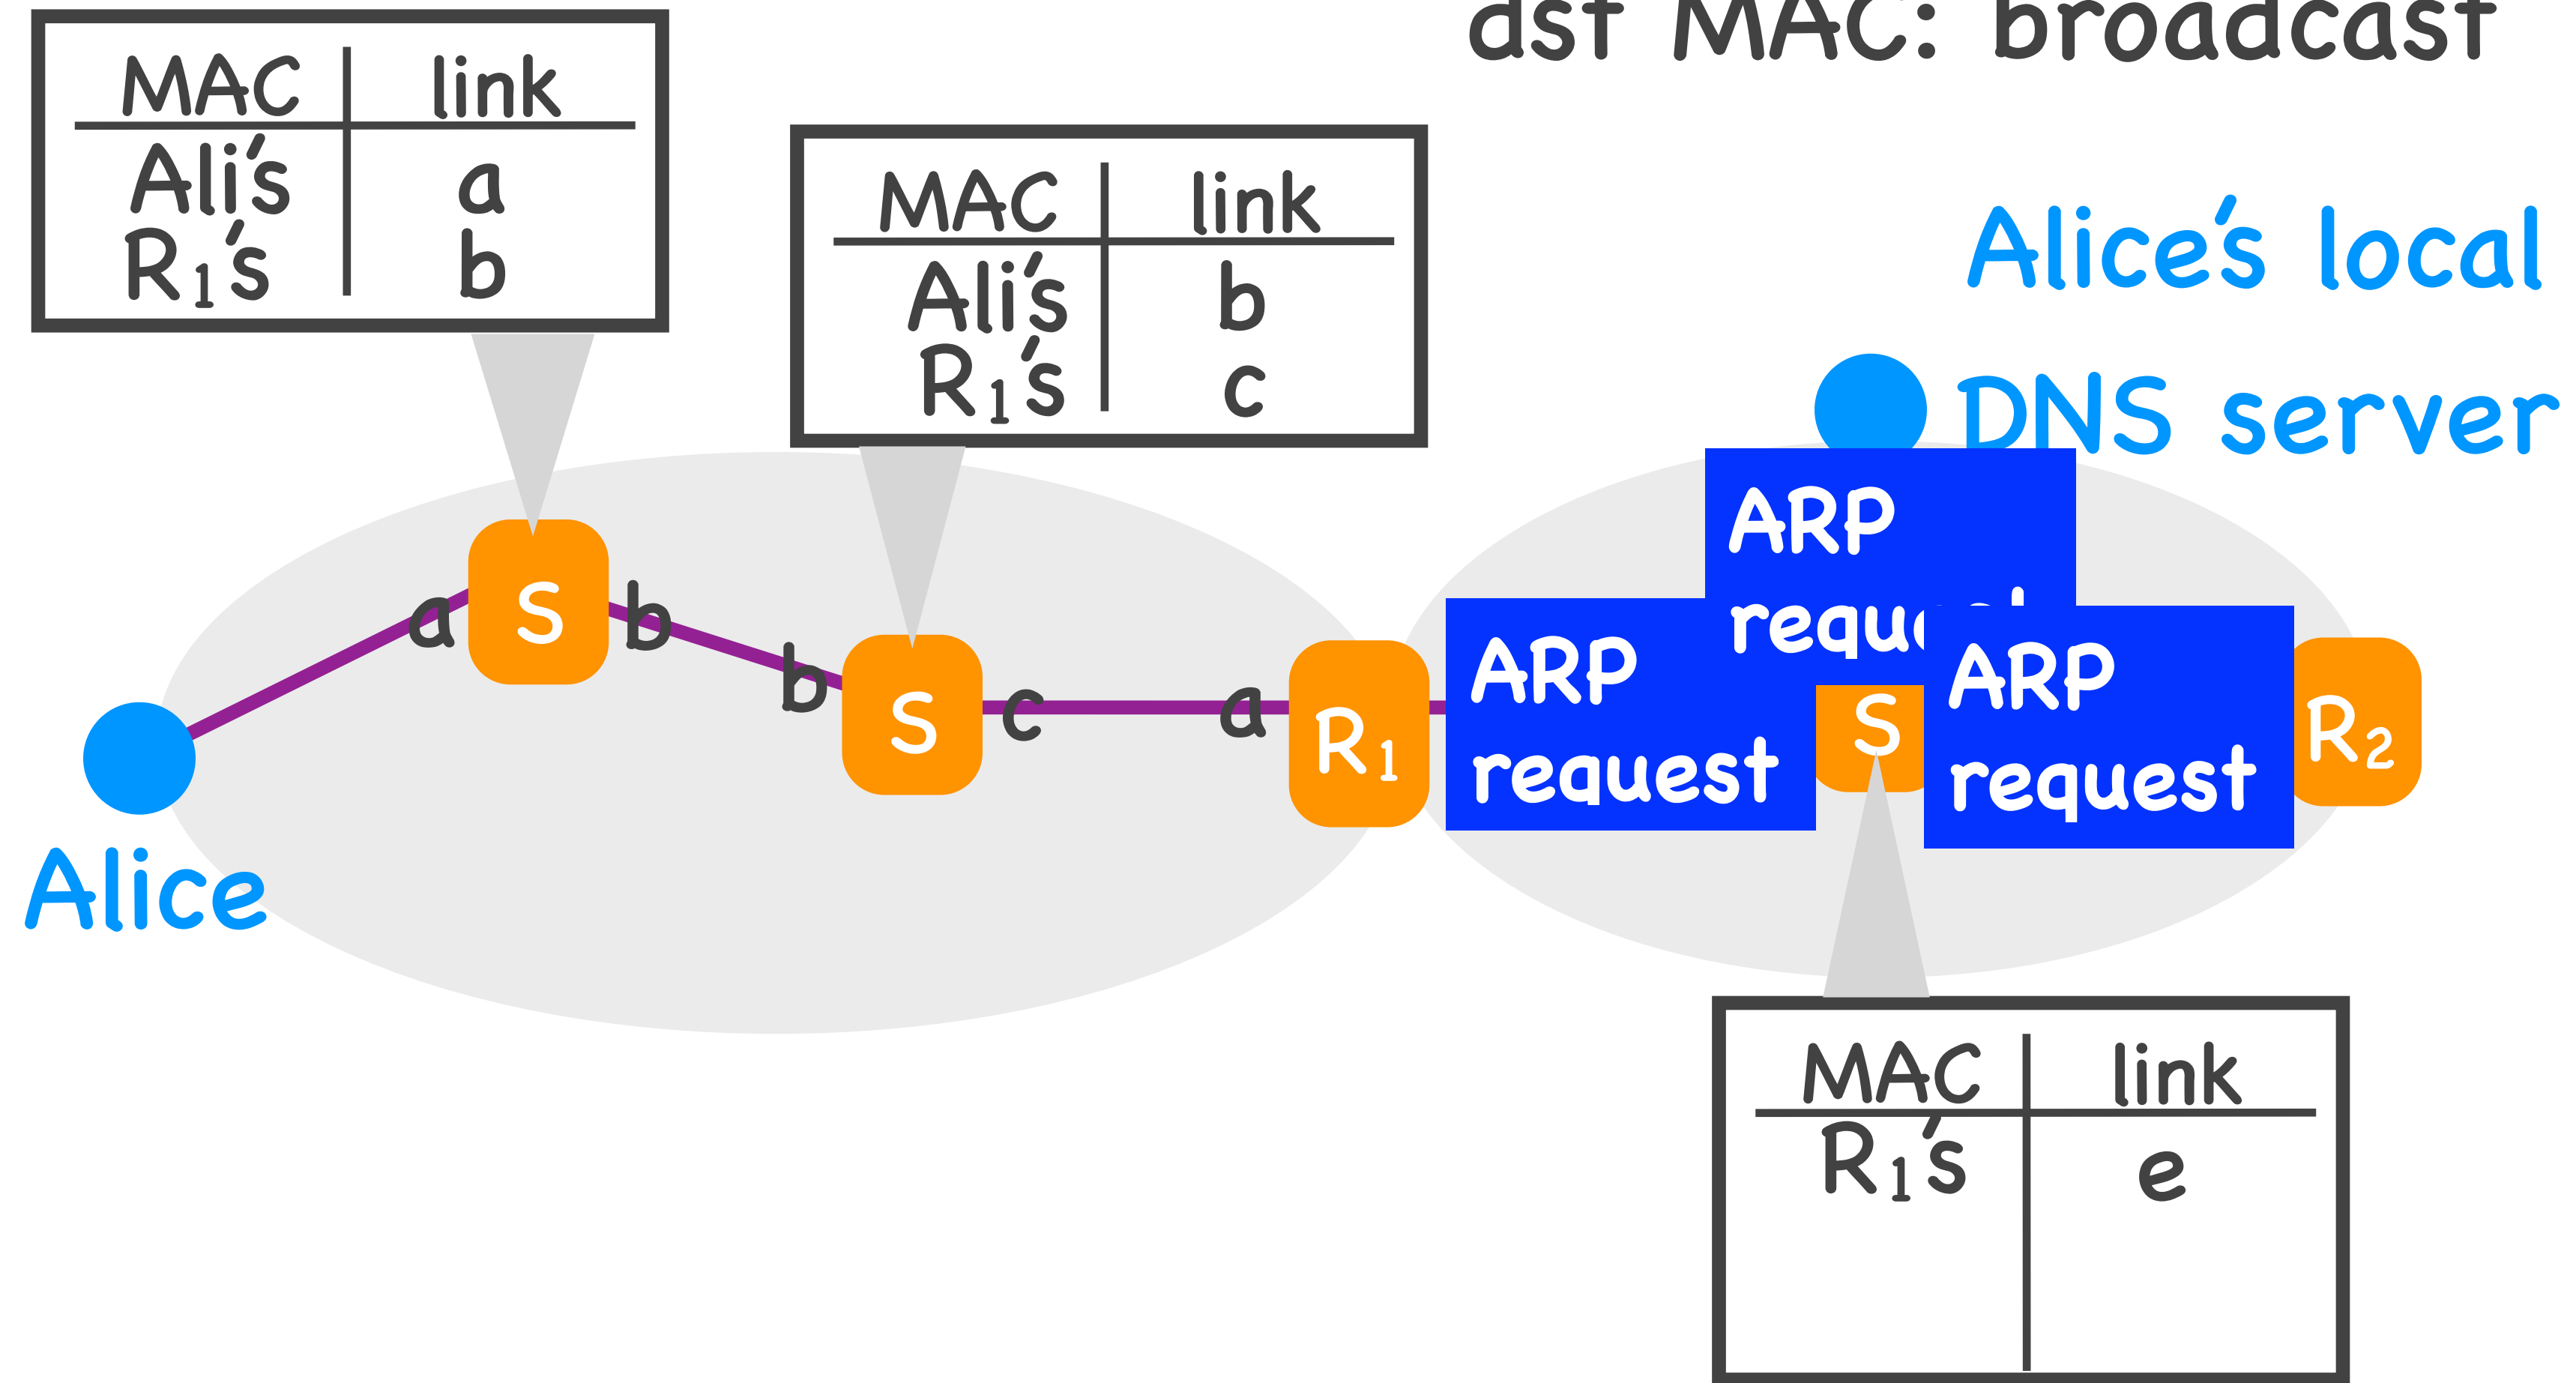 dst MAC: broadcast
MAC link
Ali's a
R1's b
MAC link
Ali's b
R1's c
Alice's local
DNS server
a
S
b
b
S
c
a
R1
ARP
request
ARP
S
ARP
request
R2
Alice
MAC link
R1's e